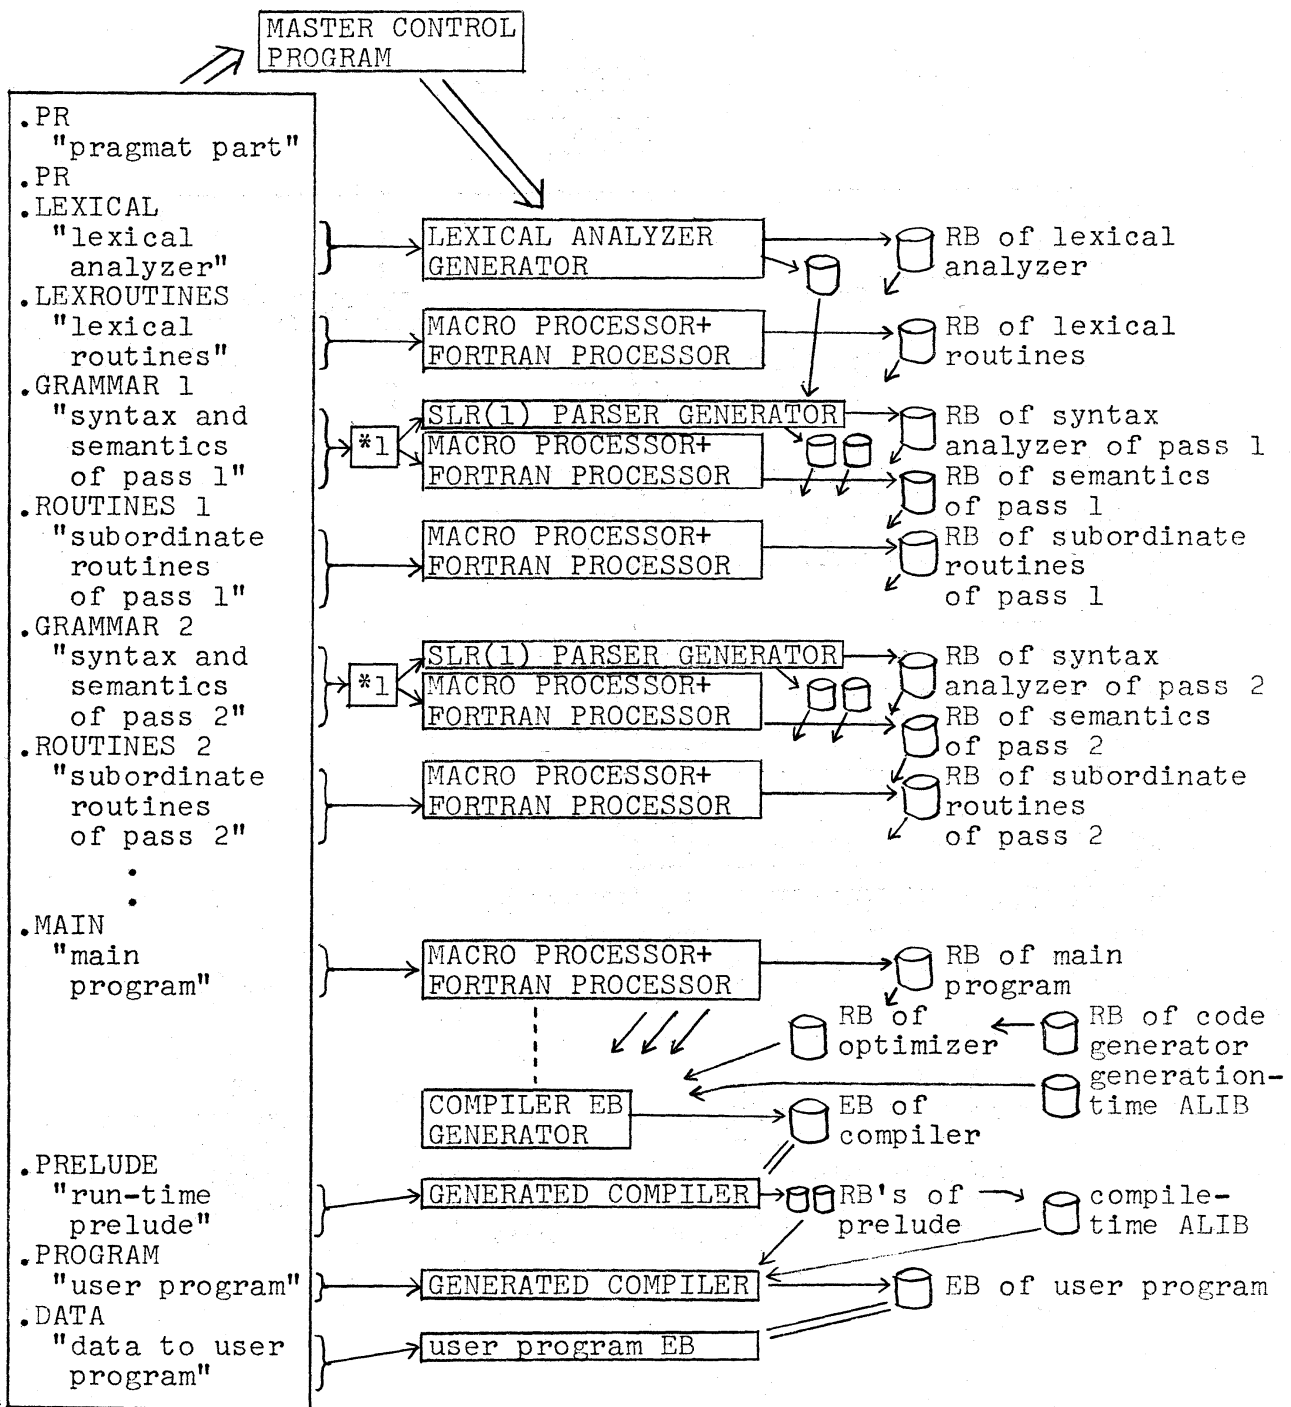 MASTER CONTROL
PROGRAM
.PR
"pragmat part"
.PR
.LEXICAL
"lexical
analyzer"
LEXICAL ANALYZER
GENERATOR
RB of lexical
analyzer
.LEXROUTINES
"lexical
routines"
MACRO PROCESSOR+
FORTRAN PROCESSOR
RB of lexical
routines
.GRAMMAR 1
"syntax and
semantics
of pass 1"
*1
SLR(1) PARSER GENERATOR
MACRO PROCESSOR+
FORTRAN PROCESSOR
RB of syntax
analyzer of pass 1
RB of semantics
of pass 1
.ROUTINES 1
"subordinate
routines
of pass 1"
MACRO PROCESSOR+
FORTRAN PROCESSOR
RB of subordinate
routines
of pass 1
.GRAMMAR 2
"syntax and
semantics
of pass 2"
*1
SLR(1) PARSER GENERATOR
MACRO PROCESSOR+
FORTRAN PROCESSOR
RB of syntax
analyzer of pass 2
RB of semantics
of pass 2
.ROUTINES 2
"subordinate
routines
of pass 2"
MACRO PROCESSOR+
FORTRAN PROCESSOR
RB of subordinate
routines
of pass 2
.MAIN
"main
program"
MACRO PROCESSOR+
FORTRAN PROCESSOR
RB of main
program
RB of
optimizer
RB of code
generator
generation-
time ALIB
COMPILER EB
GENERATOR
EB of
compiler
.PRELUDE
"run-time
prelude"
GENERATED COMPILER
RB's of
prelude
compile-
time ALIB
.PROGRAM
"user program"
GENERATED COMPILER
EB of user program
.DATA
"data to user
program"
user program EB